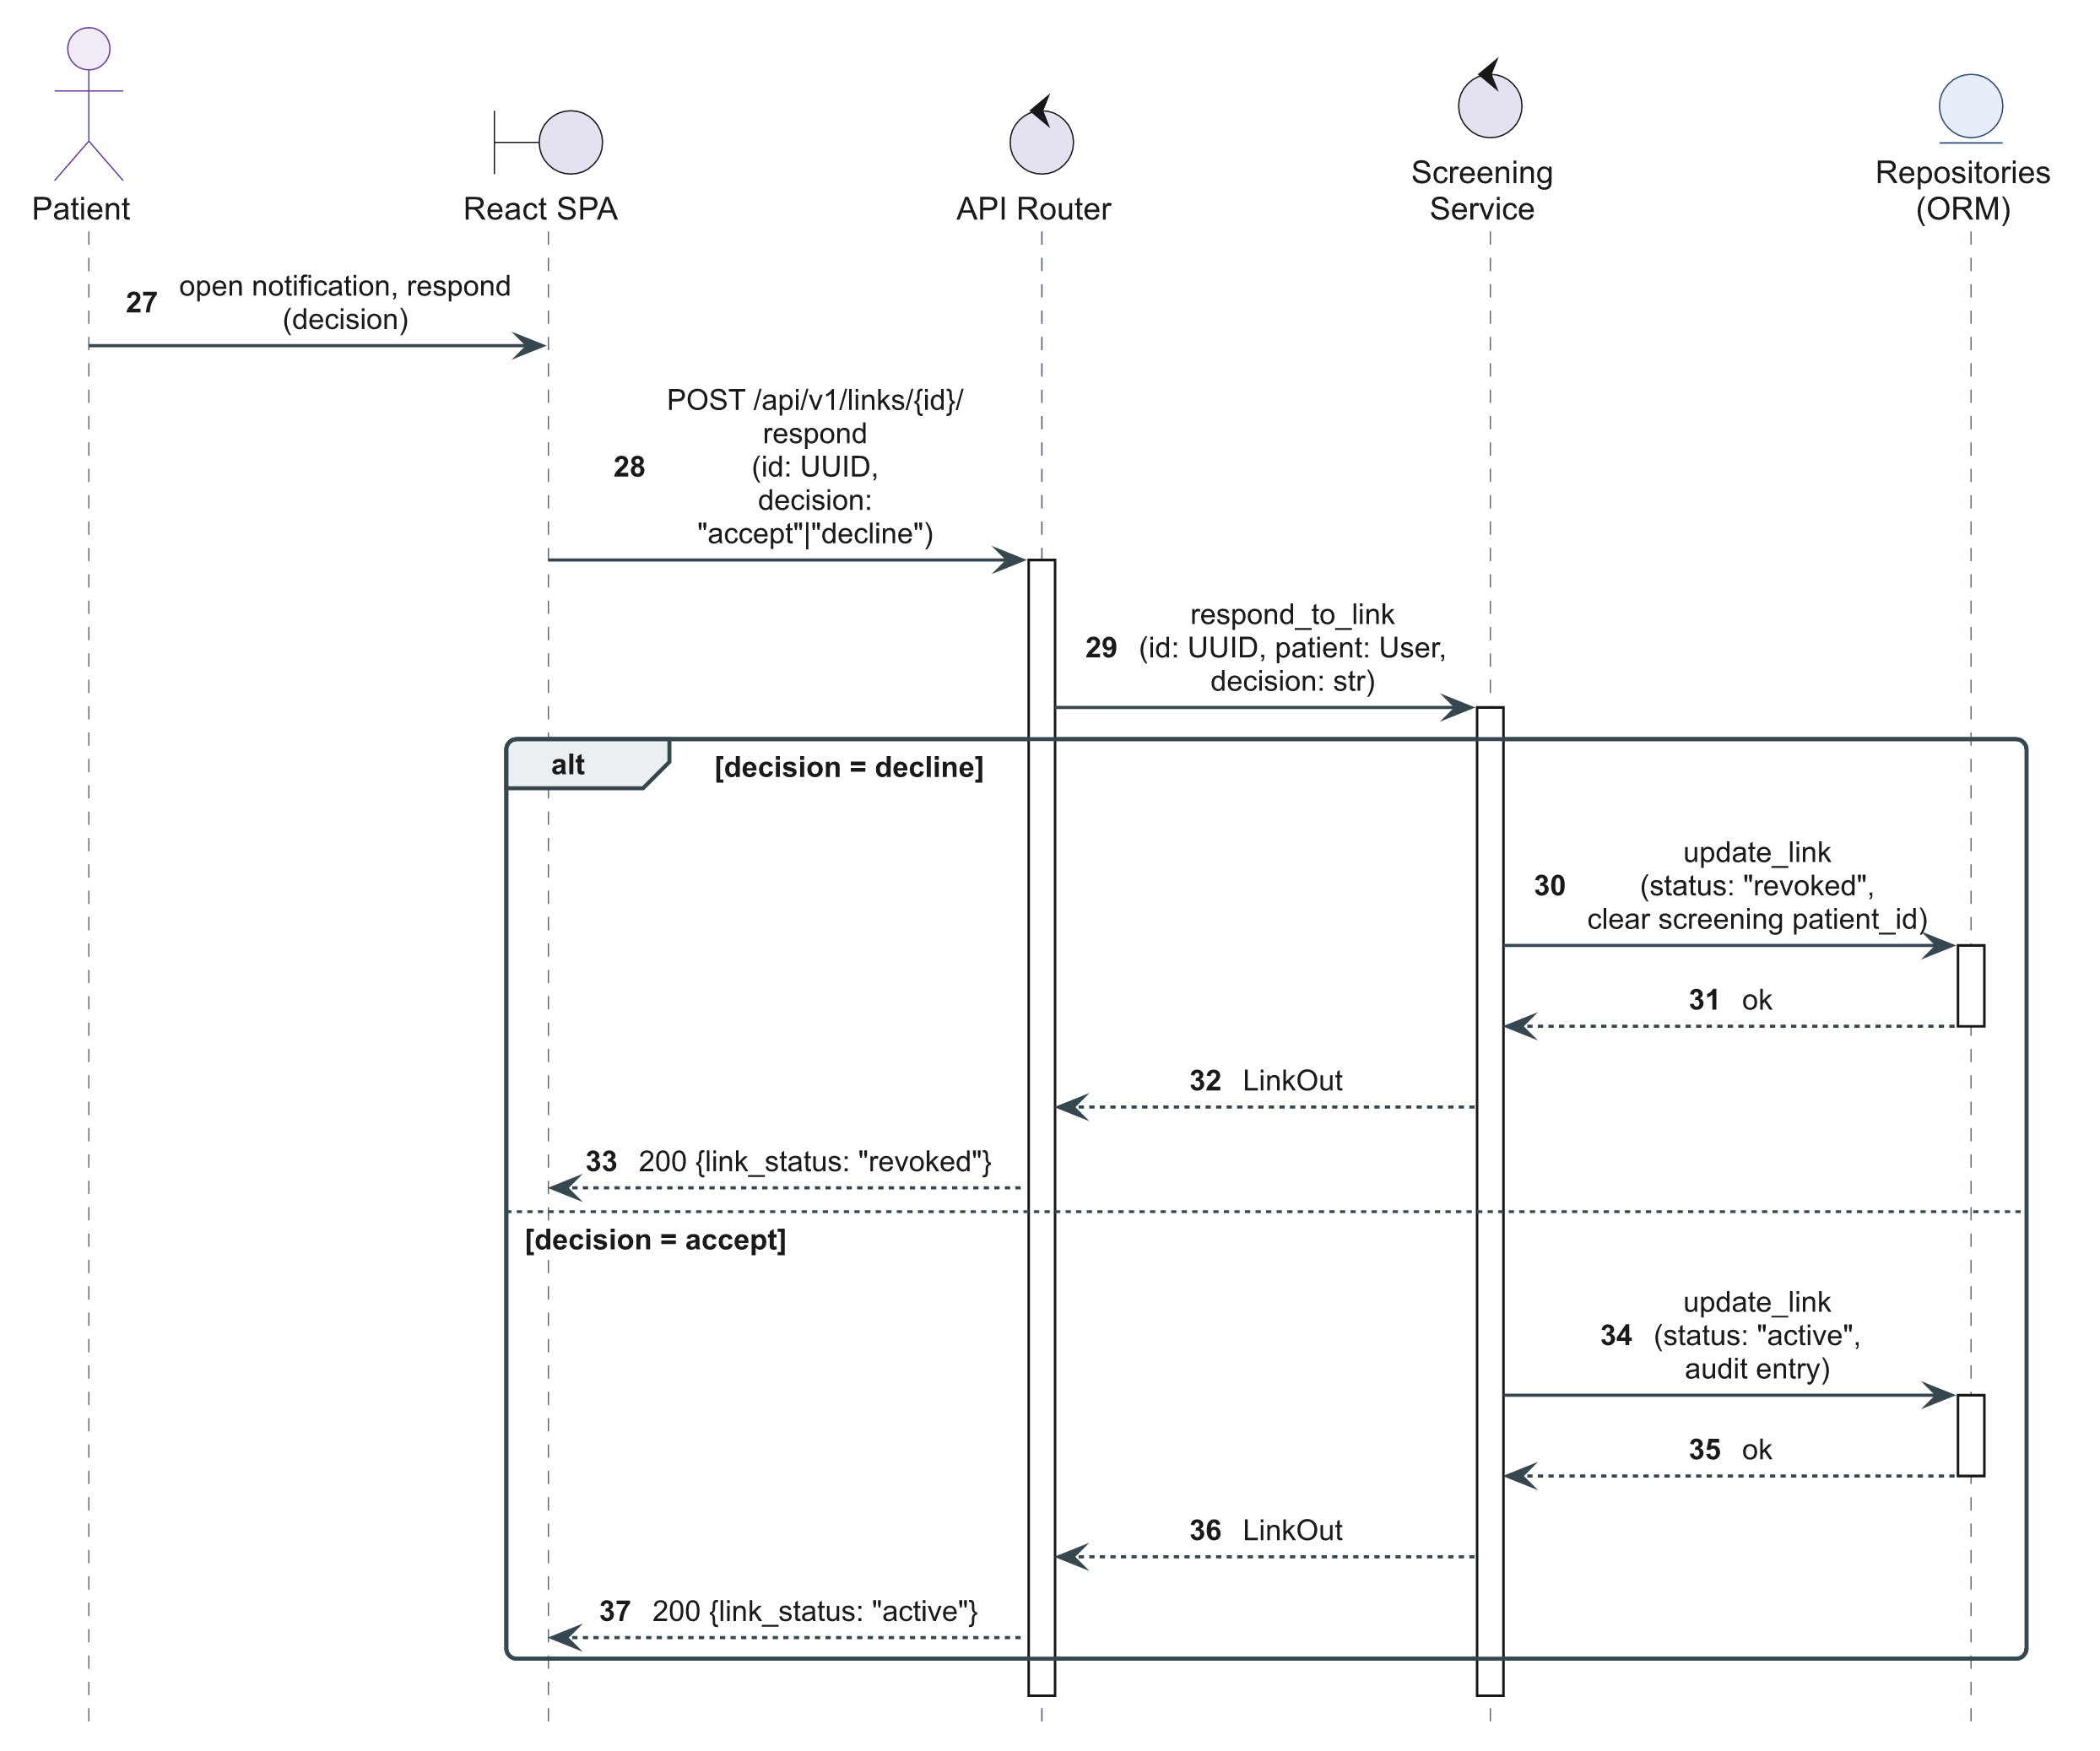 Patient
React SPA
API Router
Screening
Service
Repositories
(ORM)
27 open notification, respond
(decision)
28 POST /api/v1/links/{id}/
respond
(id: UUID,
decision:
"accept"|"decline")
29 respond_to_link
(id: UUID, patient: User,
decision: str)
alt [decision = decline]
30 update_link
(status: "revoked",
clear screening patient_id)
31 ok
32 LinkOut
33 200 {link_status: "revoked"}
[decision = accept]
34 update_link
(status: "active",
audit entry)
35 ok
36 LinkOut
37 200 {link_status: "active"}